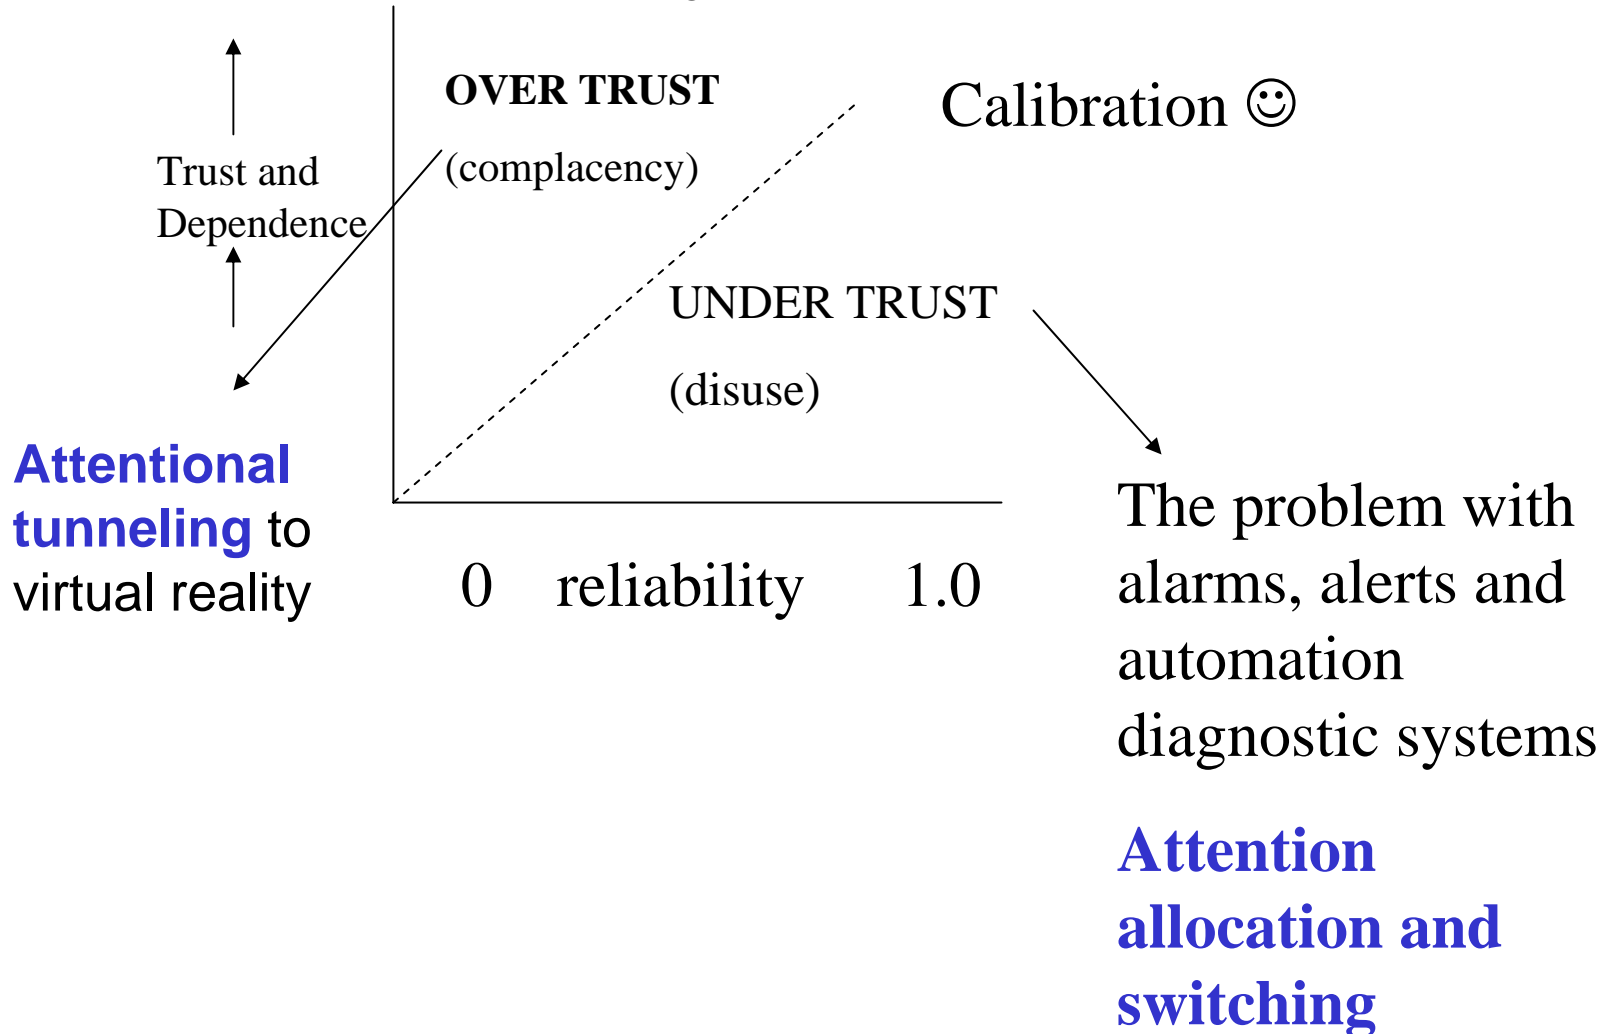 OVER TRUST
(complacency)
Calibration ☺
Trust and
Dependence
UNDER TRUST
(disuse)
Attentional
tunneling to
virtual reality
0 reliability 1.0
The problem with
alarms, alerts and
automation
diagnostic systems
Attention
allocation and
switching